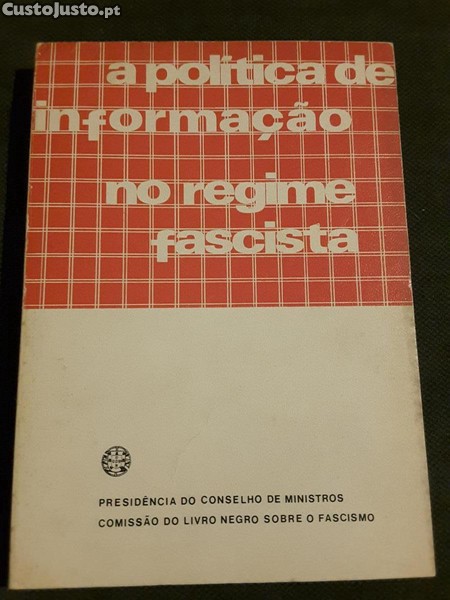 CustoJusto.pt
a política de
informação
no regime
fascista
PRESIDÊNCIA DO CONSELHO DE MINISTROS
COMISSÃO DO LIVRO NEGRO SOBRE O FASCISMO